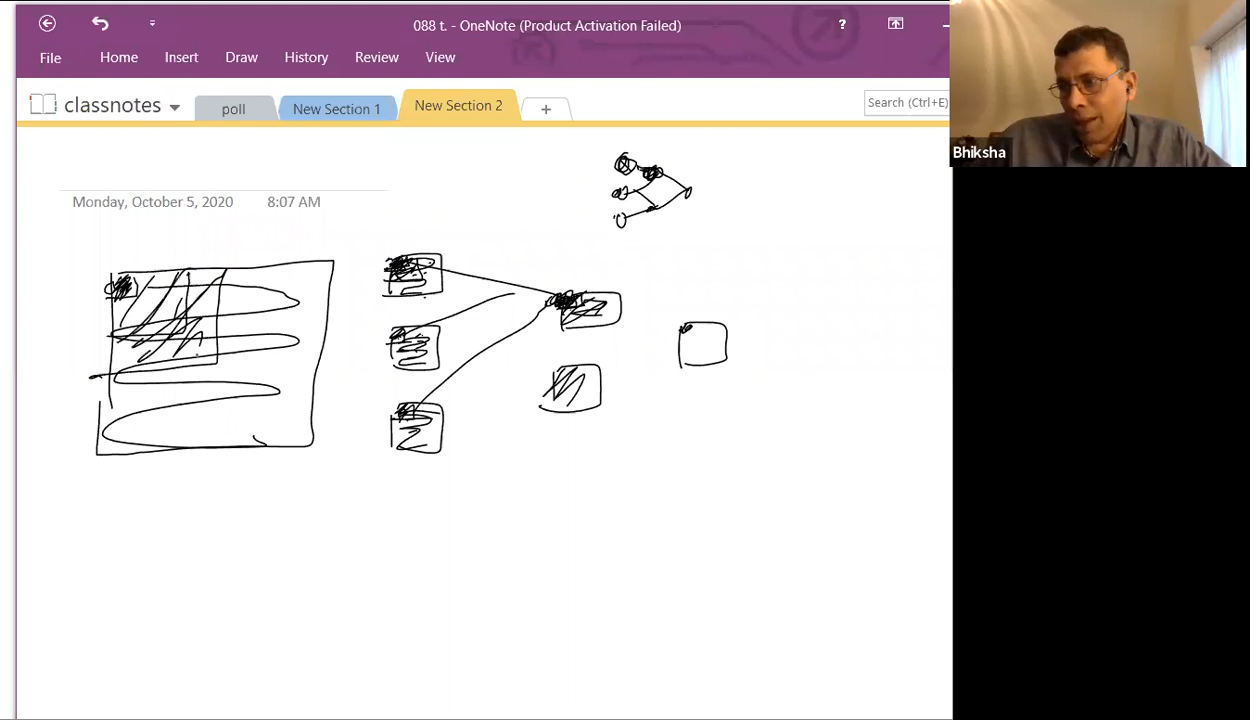 088 t. - OneNote (Product Activation Failed)
?
File Home Insert Draw History Review View
classnotes poll New Section 1 New Section 2 +
Search (Ctrl+E)
Bhiksha
Monday, October 5, 2020 8:07 AM